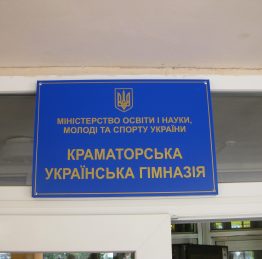 МІНІСТЕРСТВО ОСВІТИ І НАУКИ,
МОЛОДІ ТА СПОРТУ УКРАЇНИ
КРАМАТОРСЬКА
УКРАЇНСЬКА ГІМНАЗІЯ